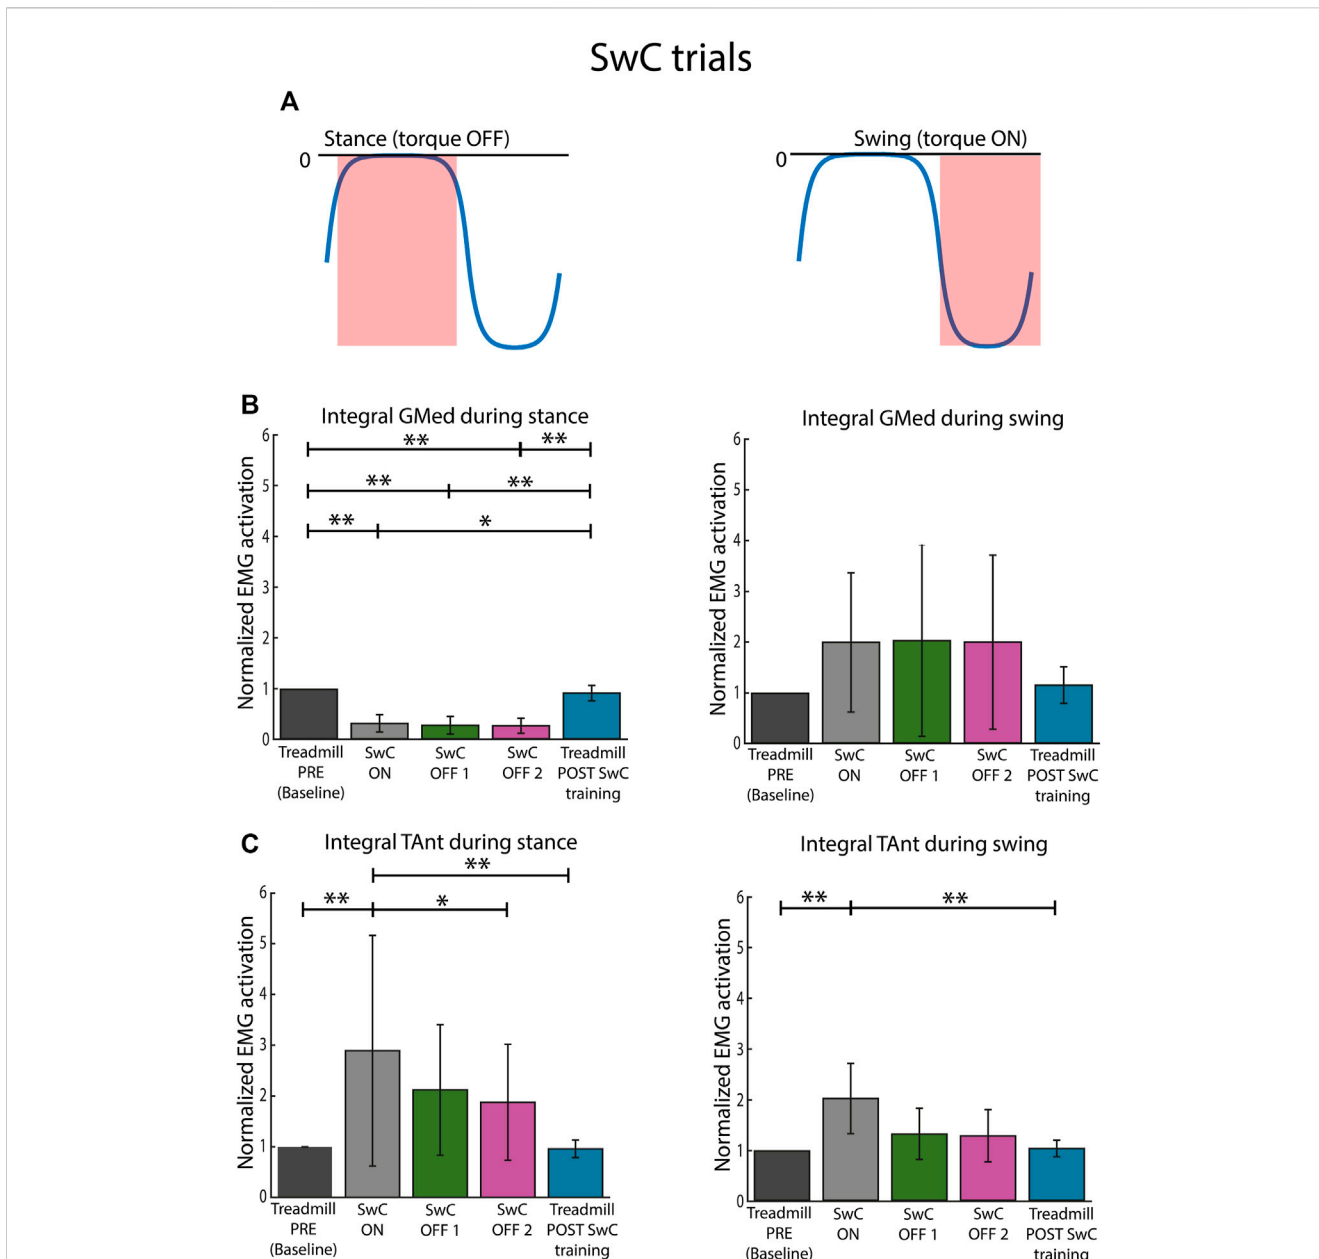 SwC trials
A
Stance (torque OFF)
0
Swing (torque ON)
0
B
Integral GMed during stance
Normalized EMG activation
6
5
4
3
2
1
0
**
**
**
**
**
*
Treadmill
PRE
(Baseline)
SwC
ON
SwC
OFF 1
SwC
OFF 2
Treadmill
POST SwC
training
Integral GMed during swing
Normalized EMG activation
6
5
4
3
2
1
0
Treadmill
PRE
(Baseline)
SwC
ON
SwC
OFF 1
SwC
OFF 2
Treadmill
POST SwC
training
C
Integral TAnt during stance
Normalized EMG activation
6
5
4
3
2
1
0
**
**
*
Treadmill
PRE
(Baseline)
SwC
ON
SwC
OFF 1
SwC
OFF 2
Treadmill
POST SwC
training
Integral TAnt during swing
Normalized EMG activation
6
5
4
3
2
1
0
**
**
Treadmill
PRE
(Baseline)
SwC
ON
SwC
OFF 1
SwC
OFF 2
Treadmill
POST SwC
training